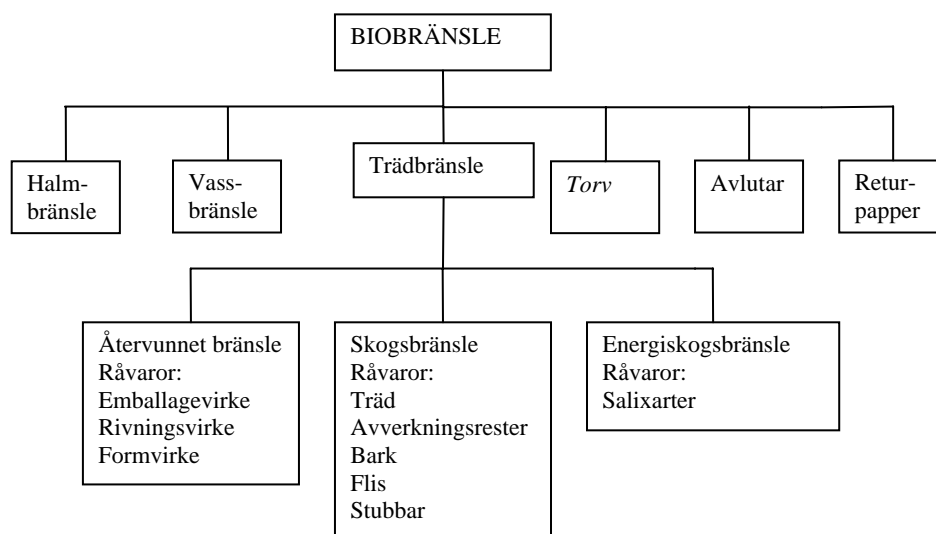 BIOBRÄNSLE
Halm-
bränsle
Vass-
bränsle
Trädbränsle
Torv
Avlutar
Retur-
papper
Återvunnet bränsle
Råvaror:
Emballagevirke
Rivningsvirke
Formvirke
Skogsbränsle
Råvaror:
Träd
Avverkningsrester
Bark
Flis
Stubbar
Energiskogsbränsle
Råvaror:
Salixarter